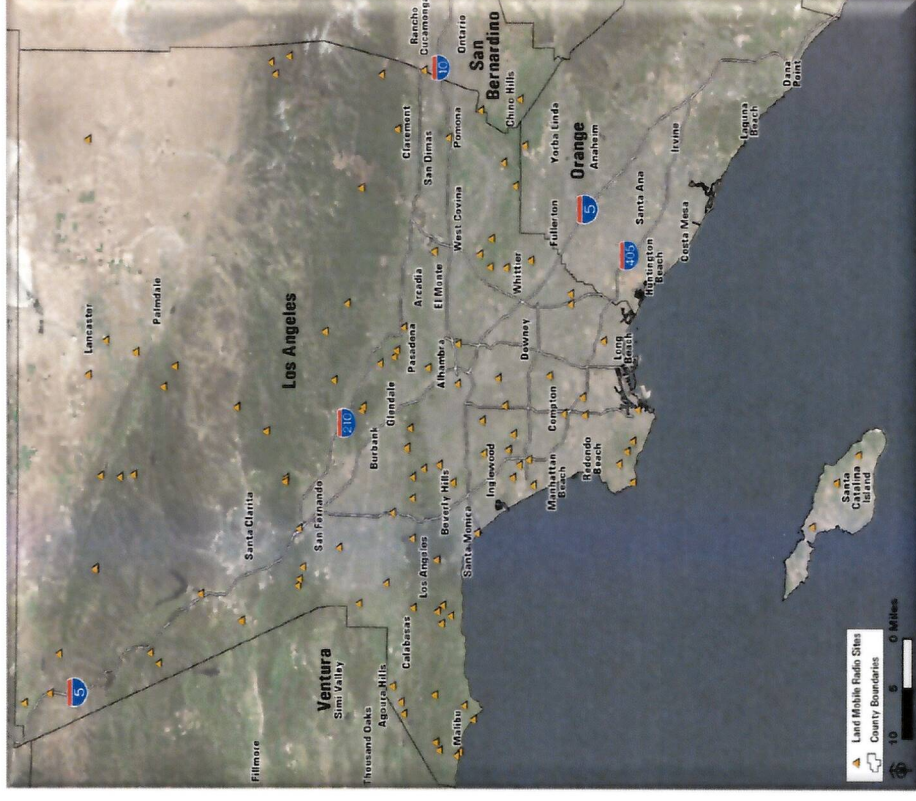 Lancaster
Palmdale
Los Angeles
Santa Clarita
San Fernando
Fillmore
Ventura
Simi Valley
Thousand Oaks
Agoura Hills
Calabasas
Malibu
Burbank
Glendale
Pasadena
Arcadia
El Monte
Alhambra
West Covina
San Dimas
Claremont
Pomona
Rancho
Cucamonga
Ontario
San
Bernardino
Chino Hills
Los Angeles
Beverly Hills
Santa Monica
Inglewood
Manhattan
Beach
Redondo
Beach
Compton
Downey
Whittier
Long
Beach
Fullerton
Yorba Linda
Orange
Anaheim
Santa Ana
Irvine
Huntington
Beach
Costa Mesa
Laguna
Beach
Dana
Point
Santa
Catalina
Island
5
210
10
5
405
Land Mobile Radio Sites
County Boundaries
10
5
0 Miles